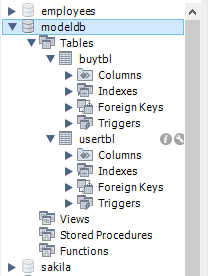 employees
modeldb
Tables
buytbl
Columns
Indexes
Foreign Keys
Triggers
usertbl
Columns
Indexes
Foreign Keys
Triggers
Views
Stored Procedures
Functions
sakila